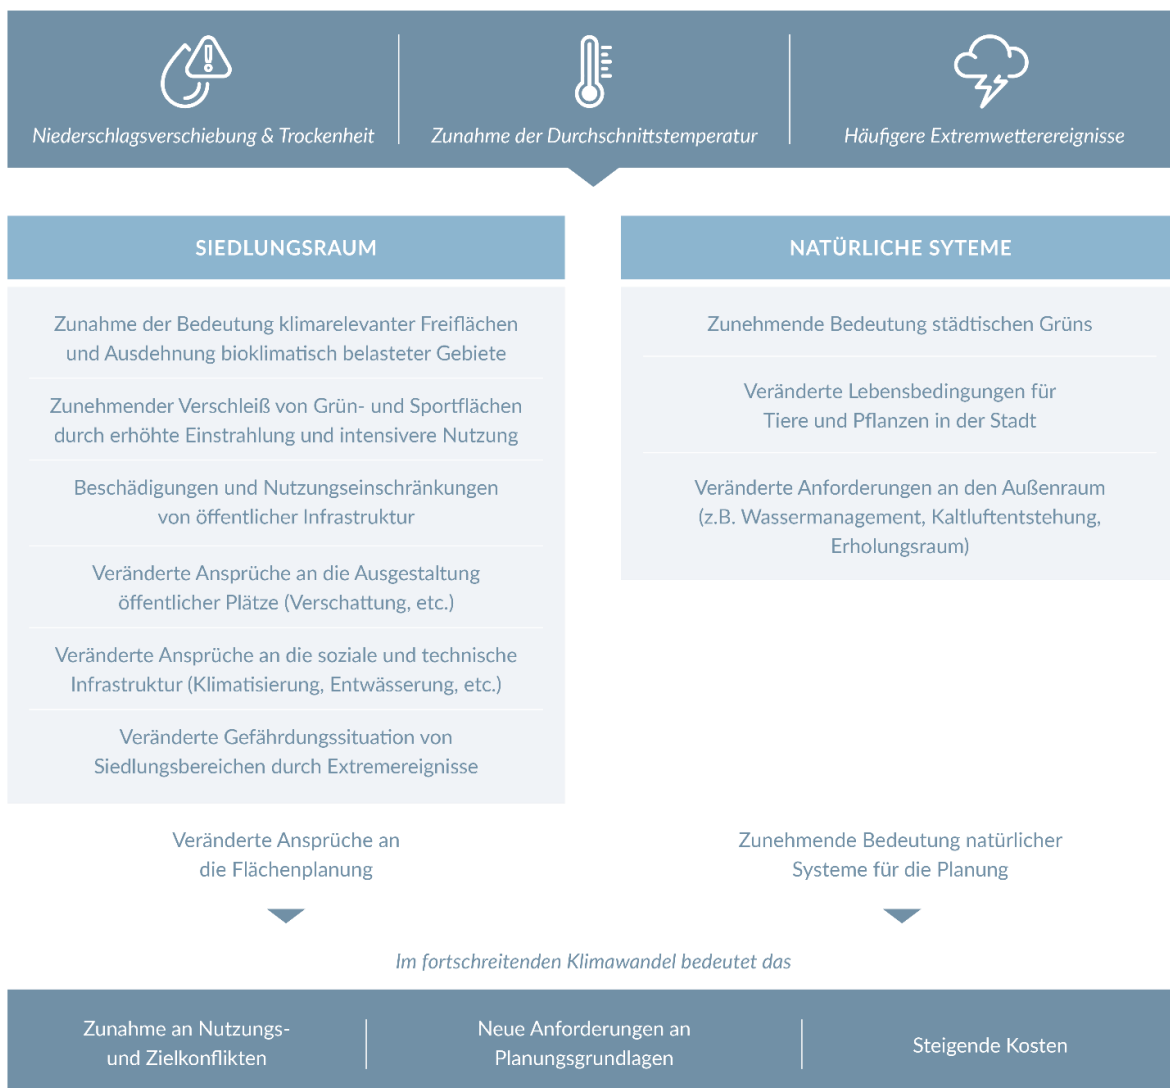 Niederschlagsverschiebung & Trockenheit
Zunahme der Durchschnittstemperatur
Häufigere Extremwetterereignisse
SIEDLUNGSRAUM
Zunahme der Bedeutung klimarelevanter Freiflächen
und Ausdehnung bioklimatisch belasteter Gebiete
Zunehmender Verschleiß von Grün- und Sportflächen
durch erhöhte Einstrahlung und intensivere Nutzung
Beschädigungen und Nutzungseinschränkungen
von öffentlicher Infrastruktur
Veränderte Ansprüche an die Ausgestaltung
öffentlicher Plätze (Verschattung, etc.)
Veränderte Ansprüche an die soziale und technische
Infrastruktur (Klimatisierung, Entwässerung, etc.)
Veränderte Gefährdungssituation von
Siedlungsbereichen durch Extremereignisse
Veränderte Ansprüche an
die Flächenplanung
NATÜRLICHE SYTEME
Zunehmende Bedeutung städtischen Grüns
Veränderte Lebensbedingungen für
Tiere und Pflanzen in der Stadt
Veränderte Anforderungen an den Außenraum
(z.B. Wassermanagement, Kaltluftentstehung,
Erholungsraum)
Zunehmende Bedeutung natürlicher
Systeme für die Planung
Im fortschreitenden Klimawandel bedeutet das
Zunahme an Nutzungs-
und Zielkonflikten
Neue Anforderungen an
Planungsgrundlagen
Steigende Kosten